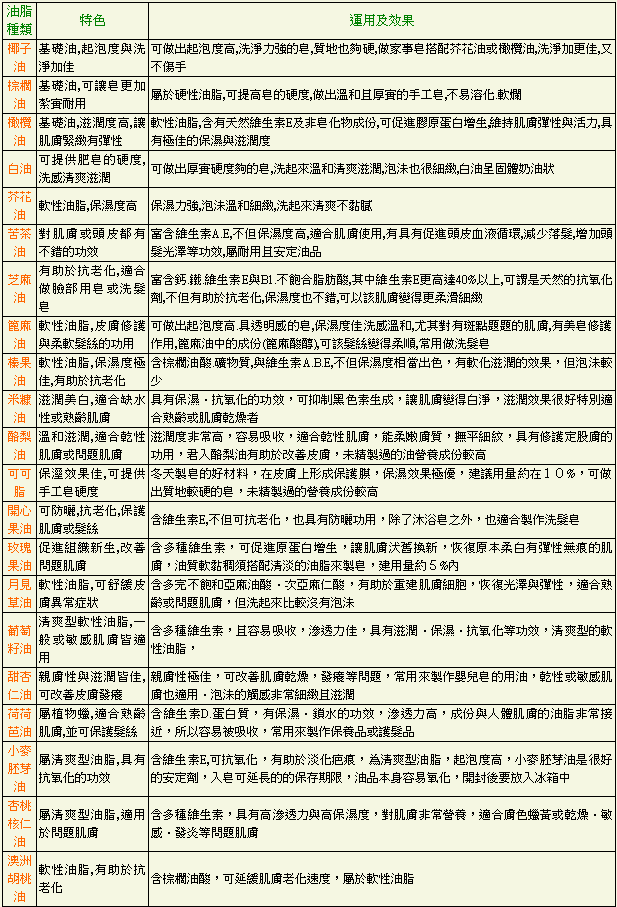 油脂種類 特色 運用及效果
椰子油 基礎油,起泡度與洗淨加佳 可做出起泡度高,洗淨力強的皂,質地也夠硬,做家事皂搭配芥花油或橄欖油,洗淨加更佳,又不傷手
棕櫚油 基礎油,可讓皂更加紮實耐用 屬於硬性油脂,可提高皂的硬度,做出溫和且厚實的手工皂,不易溶化.軟爛
橄欖油 基礎油,滋潤度高,讓肌膚緊緻有彈性 軟性油脂,含有天然維生素E及非皂化物成份,可促進膠原蛋白增生,維持肌膚彈性與活力,具有極佳的保濕與滋潤度
白油 可提供肥皂的硬度,洗感清爽滋潤 可做出厚實硬度夠的皂,洗起來溫和清爽滋潤,泡沫也很細緻,白油呈固體奶油狀
芥花油 軟性油脂,保濕度高 保濕力強,泡沫溫和細緻,洗起來清爽不黏膩
苦茶油 對肌膚或頭皮都有不錯的功效 富含維生素A.E,不但保濕度高,適合肌膚使用,有具有促進頭皮血液循環,減少落髮,增加頭髮光澤等功效,屬耐用且安定油品
芝麻油 有助於抗老化,適合做臉部用皂或洗髮皂 富含鈣.鐵.維生素E與B1.不飽合脂肪酸,其中維生素E更高達40%以上,可謂是天然的抗氧化劑,不但有助於抗老化,保濕度也不錯,可以該肌膚變得更柔滑細緻
篦麻油 軟性油脂,皮膚修護與柔軟髮絲的功用 可做出起泡度高.具透明感的皂,保濕度佳洗感溫和,尤其對有斑點題題的肌膚,有美皂修護作用,篦麻油中的成份(篦麻酸醇),可該髮絲變得柔順,常用做洗髮皂
榛果油 軟性油脂,保濕度極佳,有助於抗老化 含棕櫚油酸.礦物質,與維生素A.B.E,不但保濕度相當出色，有軟化滋潤的效果，但泡沫較少
米糠油 滋潤美白,適合缺水性或熟齡肌膚 具有保濕．抗氧化的功效，可抑制黑色素生成，讓肌膚變得白淨，滋潤效果很好特別適合熟齡或肌膚乾燥者
酪梨油 溫和滋潤,適合乾性肌膚或問題肌膚 滋潤度非常高，容易吸收，適合乾性肌膚，能柔嫩膚質，撫平細紋，具有修護定股膚的功用，君入酪梨油有助於改善皮膚，未精製過的油營養成份較高
可可脂 保溼效果佳,可提供手工皂硬度 冬天製皂的好材料，在皮膚上形成保護膜，保濕效果極優，建議用量約在１０％，可做出質地較硬的皂，未精製過的營養成份較高
開心果油 可防曬,抗老化,保護肌膚或髮絲 含維生素E,不但可抗老化，也具有防曬功用，除了沐浴皂之外，也適合製作洗髮皂
玫瑰果油 促進組織新生,改善問題肌膚 含多種維生素，可促進原蛋白增生，讓肌膚汰舊換新，恢復原本柔白有彈性無痕的肌膚，油質軟黏稠須搭配清淡的油脂來製皂，建用量約５％內
月見草油 軟性油脂,可舒緩皮膚異常症狀 含多完不飽和亞麻油酸．次亞麻仁酸，有助於重建肌膚細胞，恢復光澤與彈性，適合熟齡或問題肌膚，但洗起來比較沒有泡沫
葡萄籽油 清爽型軟性油脂,一般或敏感肌膚皆適用 含多種維生素，且容易吸收，滲透力佳，具有滋潤．保濕．抗氧化等功效，清爽型的軟性油脂，
甜杏仁油 親膚性與滋潤皆佳,可改善皮膚發癢 親膚性極佳，可改善肌膚乾燥，發癢等問題，常用來製作嬰兒皂的用油，乾性或敏感肌膚也適用．泡沫的觸感非常細緻且滋潤
荷荷芭油 屬植物蠟,適合熟齡肌膚,並可保護髮絲 含維生素D.蛋白質，有保濕．鎖水的功效，滲透力高，成份與人體肌膚的油脂非常接近，所以容易被吸收，常用來製作保養品或護髮品
小麥胚芽油 屬清爽型油脂,具有抗氧化的功效 含維生素E,可抗氧化，有助於淡化疤痕，為清爽型油脂，起泡度高，小麥胚芽油是很好的安定劑，入皂可延長的的保存期限，油品本身容易氧化，開封後要放入冰箱中
杏桃核仁油 屬清爽型油脂,適用於問題肌膚 含多種維生素，具有高滲透力與高保濕度，對肌膚非常營養，適合膚色蠟黃或乾燥．敏感．發炎等問題肌膚
澳洲胡桃油 軟性油脂,有助於抗老化 含棕櫚油酸，可延緩肌膚老化速度，屬於軟性油脂